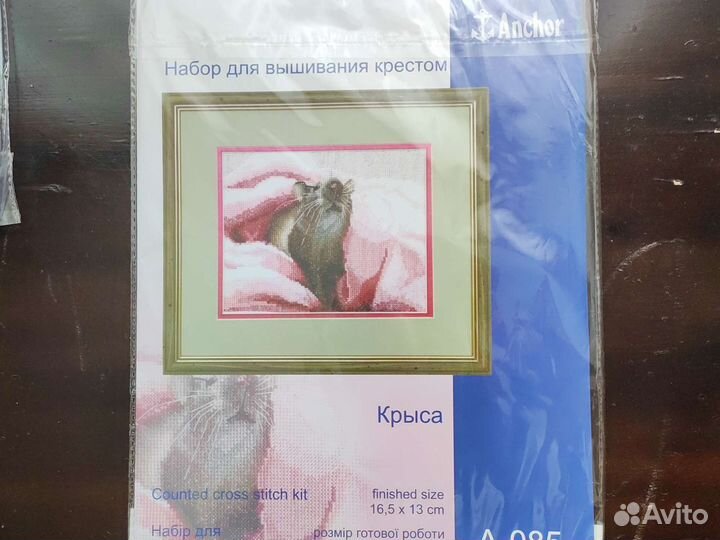 Anchor
Набор для вышивания крестом
Крыса
Counted cross stitch kit
finished size
16,5 x 13 cm
Набір для
розмір готової роботи
A-085
Avito